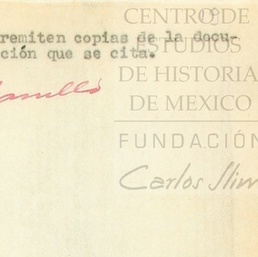 CENTRO DE
remiten copias de la docu-
ESTUDIOS
ción que se cita.
DE HISTORIA
DE MEXICO
FUNDACIÓN
Carlos Slim